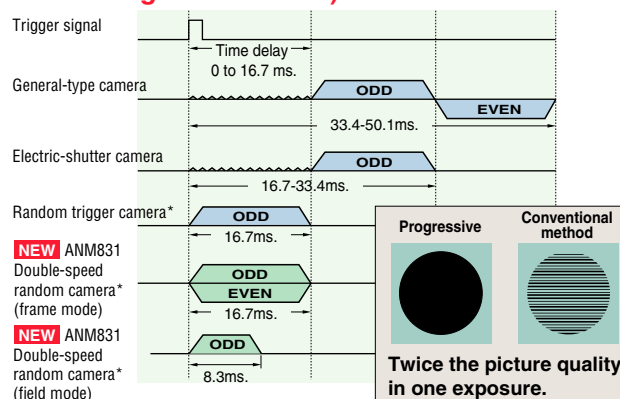 Trigger signal
Time delay
0 to 16.7 ms.
General-type camera
ODD
EVEN
33.4-50.1ms.
Electric-shutter camera
ODD
16.7-33.4ms.
Random trigger camera*
ODD
16.7ms.
NEW ANM831
Double-speed
random camera*
(frame mode)
ODD
EVEN
16.7ms.
NEW ANM831
Double-speed
random camera*
(field mode)
ODD
8.3ms.
Progressive
Conventional
method
Twice the picture quality
in one exposure.